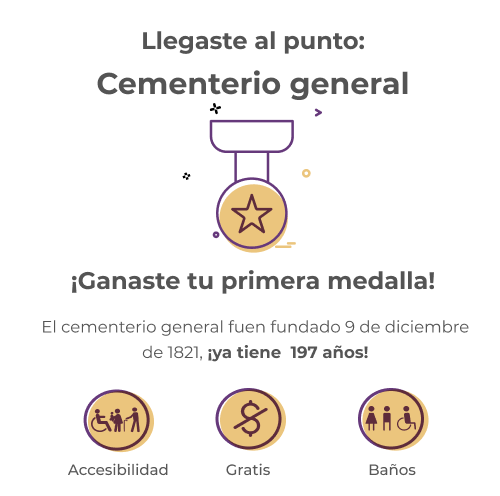 Llegaste al punto:
Cementerio general
¡Ganaste tu primera medalla!
El cementerio general fuen fundado 9 de diciembre
de 1821, ¡ya tiene  197 años!
Accesibilidad
Gratis
Baños